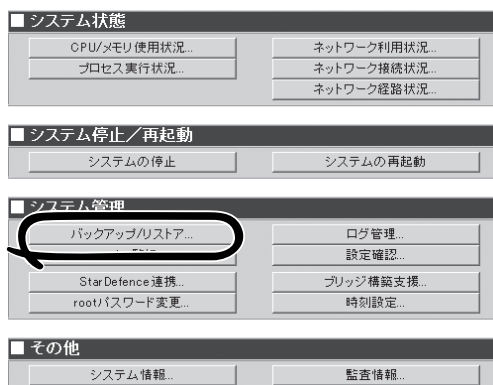 ■ システム状態
CPU/メモリ使用状況... ネットワーク利用状況...
プロセス実行状況... ネットワーク接続状況...
ネットワーク経路状況...
■ システム停止／再起動
システムの停止 システムの再起動
■ システム管理
バックアップ/リストア... ログ管理...
設定確認...
StarDefence連携... ブリッジ構築支援...
rootパスワード変更... 時刻設定...
■ その他
システム情報... 監査情報...